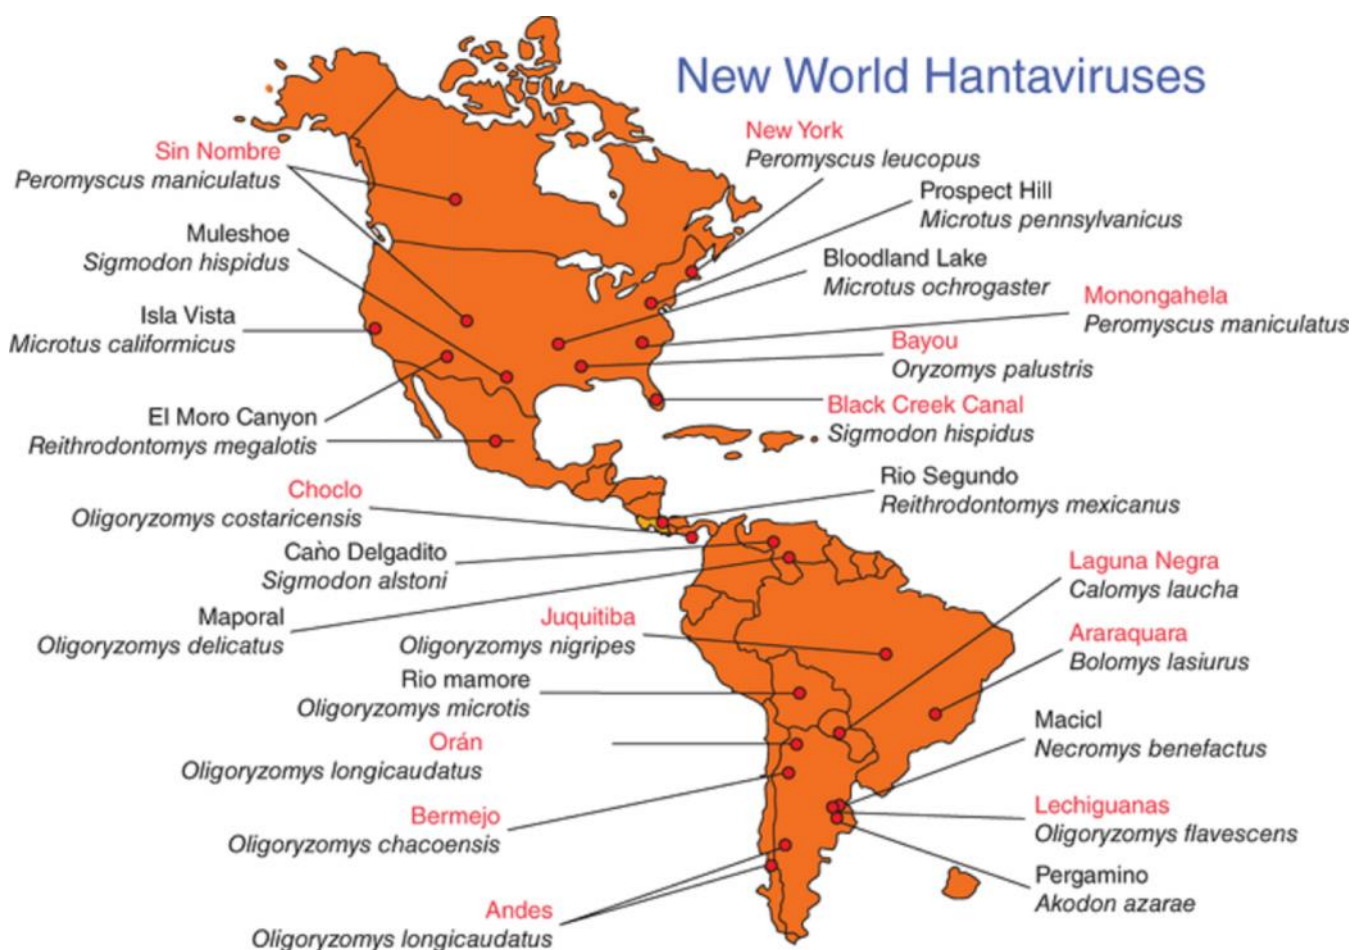 New World Hantaviruses
New York
Peromyscus leucopus
Sin Nombre
Peromyscus maniculatus
Prospect Hill
Microtus pennsylvanicus
Muleshoe
Sigmodon hispidus
Bloodland Lake
Microtus ochrogaster
Monongahela
Peromyscus maniculatus
Isla Vista
Microtus califormicus
Bayou
Oryzomys palustris
El Moro Canyon
Reithrodontomys megalotis
Black Creek Canal
Sigmodon hispidus
Rio Segundo
Reithrodontomys mexicanus
Choclo
Oligoryzomys costaricensis
Caǹo Delgadito
Sigmodon alstoni
Laguna Negra
Calomys laucha
Maporal
Oligoryzomys delicatus
Juquitiba
Oligoryzomys nigripes
Araraquara
Bolomys lasiurus
Rio mamore
Oligoryzomys microtis
Macicl
Necromys benefactus
Orán
Oligoryzomys longicaudatus
Lechiguanas
Oligoryzomys flavescens
Bermejo
Oligoryzomys chacoensis
Pergamino
Akodon azarae
Andes
Oligoryzomys longicaudatus